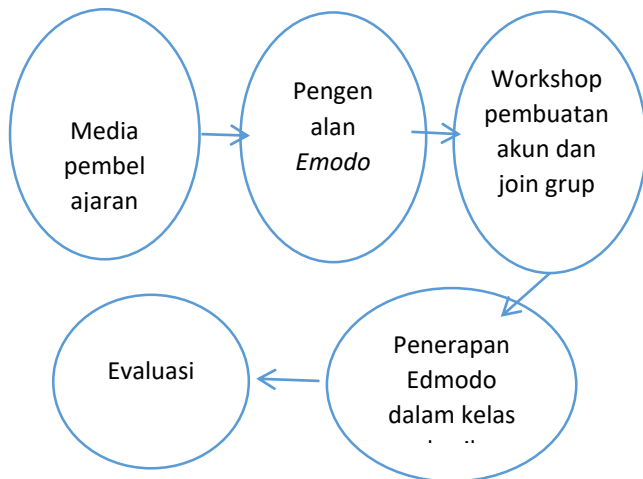 Media
pembel
ajaran
Pengen
alan
Emodo
Workshop
pembuatan
akun dan
join grup
Penerapan
Edmodo
dalam kelas
Evaluasi